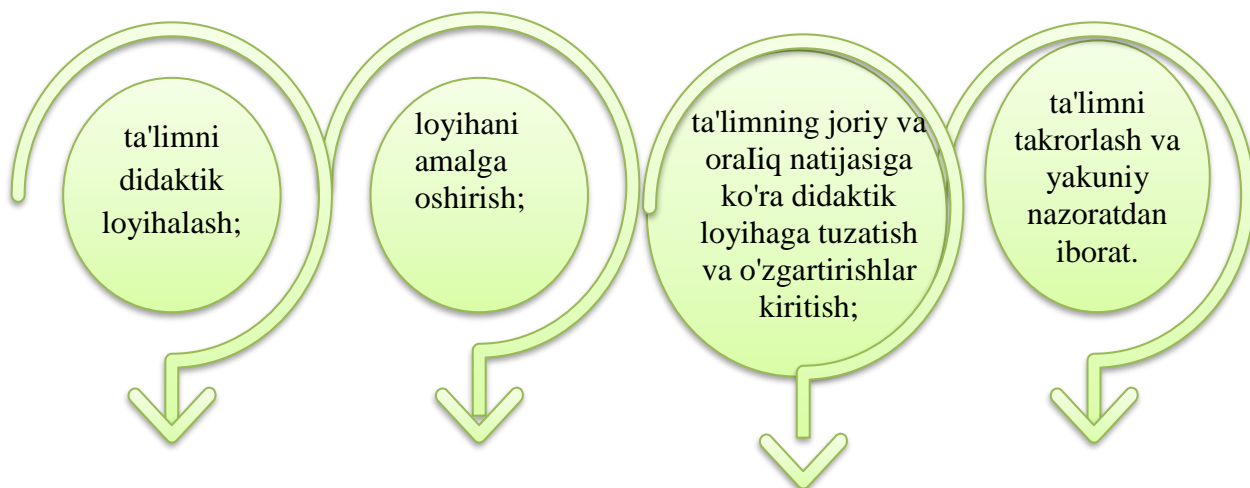 ta'limni
didaktik
loyihalash;
loyihani
amalga
oshirish;
ta'limning joriy va
oraIiq natijasiga
ko'ra didaktik
loyihaga tuzatish
va o'zgartirishlar
kiritish;
ta'limni
takrorlash va
yakuniy
nazoratdan
iborat.